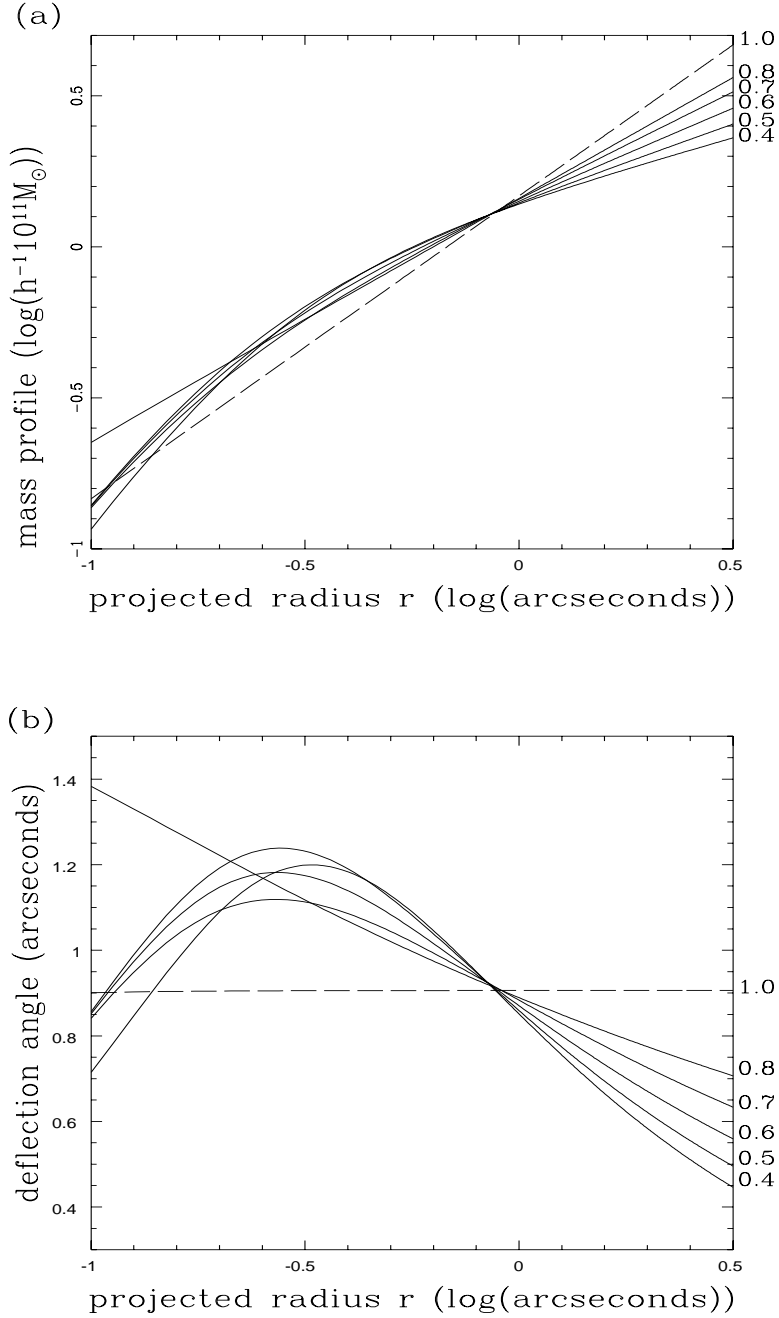 (a)
1.0
0.8
0.7
0.6
0.5
0.4
0.5
0
−0.5
−1
mass profile (log(h⁻¹10¹¹M☉))
-1 -0.5 0 0.5
projected radius r (log(arcseconds))
(b)
1.4
1.2
1
0.8
0.6
0.4
deflection angle (arcseconds)
1.0
0.8
0.7
0.6
0.5
0.4
-1 -0.5 0 0.5
projected radius r (log(arcseconds))